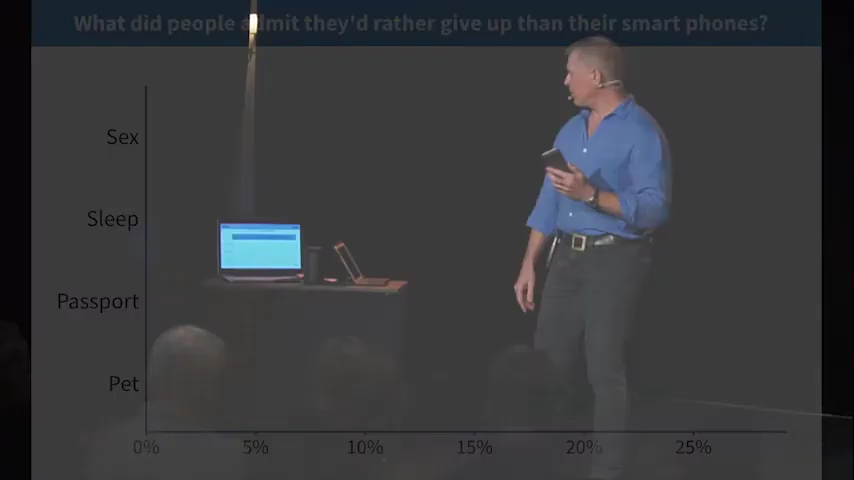 What did people admit they'd rather give up than their smart phones?
Sex
Sleep
Passport
Pet
0% 5% 10% 15% 20% 25%